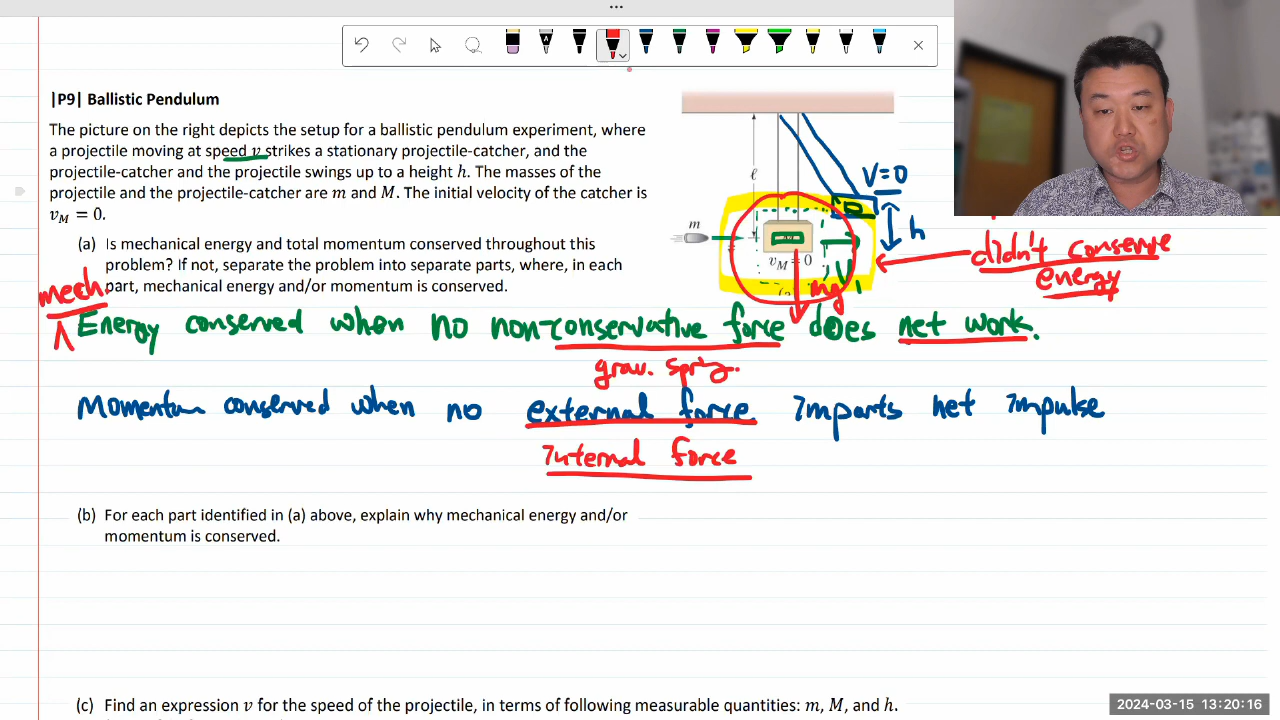 |P9| Ballistic Pendulum
The picture on the right depicts the setup for a ballistic pendulum experiment, where
a projectile moving at speed v strikes a stationary projectile-catcher, and the
projectile-catcher and the projectile swings up to a height h. The masses of the
projectile and the projectile-catcher are m and M. The initial velocity of the catcher is
v_M = 0.
(a) Is mechanical energy and total momentum conserved throughout this
problem? If not, separate the problem into separate parts, where, in each
part, mechanical energy and/or momentum is conserved.
ℓ
V=0
m
h
v_M = 0
mg
didn't conserve
energy
mech.
Energy conserved when no non-conservative force does net work.
grav. spring.
Momentum conserved when no external force imparts net impulse
Internal force
(b) For each part identified in (a) above, explain why mechanical energy and/or
momentum is conserved.
(c) Find an expression v for the speed of the projectile, in terms of following measurable quantities: m, M, and h.
2024-03-15 13:20:16